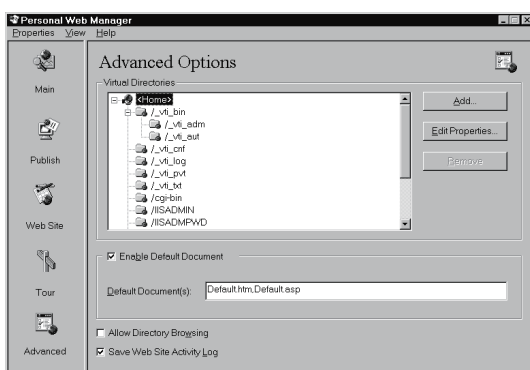 Personal Web Manager
Properties View Help
Main
Publish
Web Site
Tour
Advanced
Advanced Options
Virtual Directories
<Home>
/_vti_bin
/_vti_adm
/_vti_aut
/_vti_cnf
/_vti_log
/_vti_pvt
/_vti_txt
/cgi-bin
/IISADMIN
/IISADMPWD
Add...
Edit Properties...
Remove
Enable Default Document
Default Document(s): Default.htm,Default.asp
Allow Directory Browsing
Save Web Site Activity Log